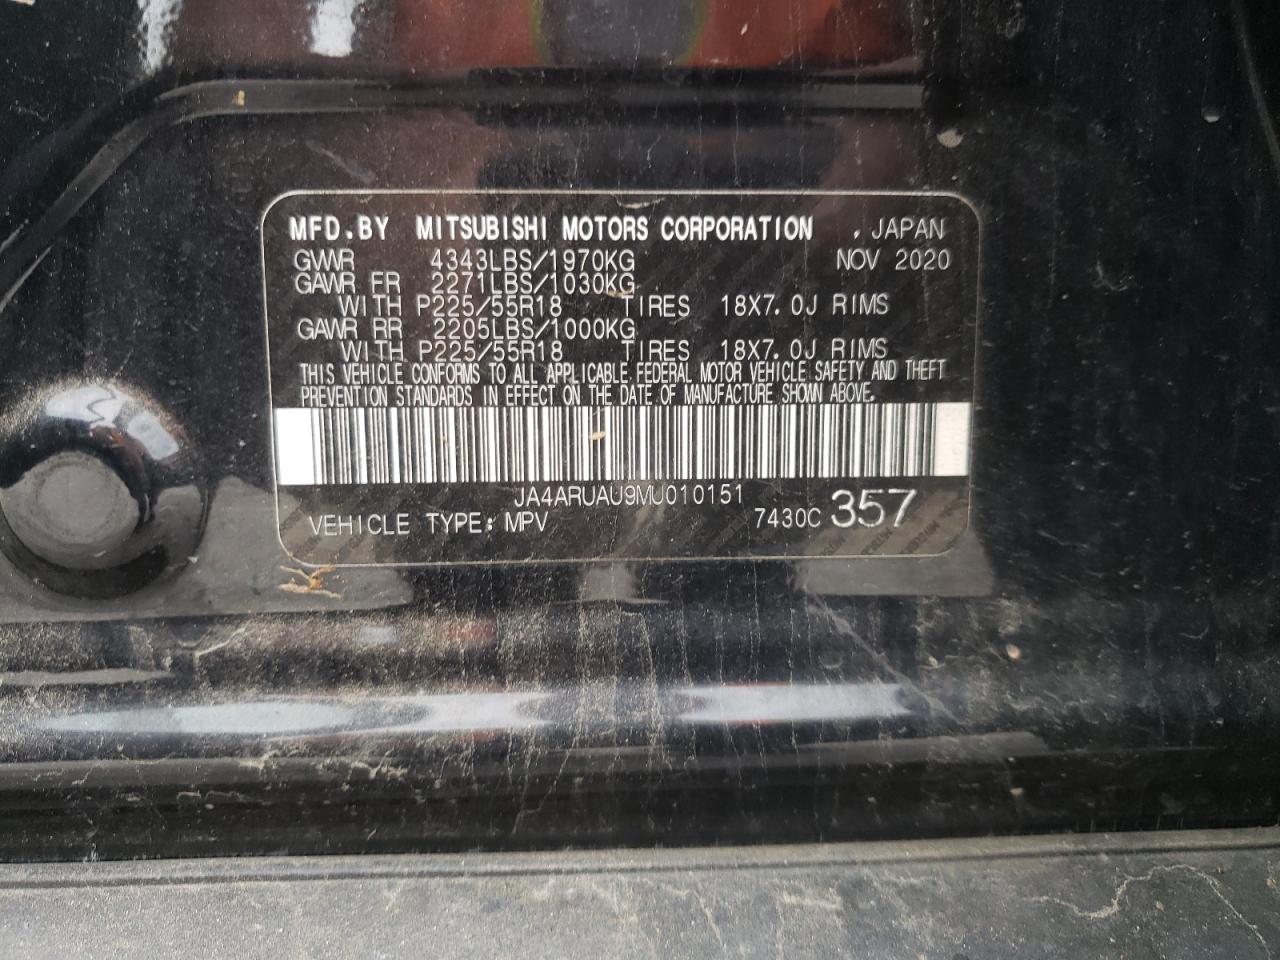 MFD.BY MITSUBISHI MOTORS CORPORATION , JAPAN
GVWR 4343LBS/1970KG NOV 2020
GAWR FR 2271LBS/1030KG
WITH P225/55R18 TIRES 18X7.0J RIMS
GAWR RR 2205LBS/1000KG
WITH P225/55R18 TIRES 18X7.0J RIMS
THIS VEHICLE CONFORMS TO ALL APPLICABLE FEDERAL MOTOR VEHICLE SAFETY AND THEFT
PREVENTION STANDARDS IN EFFECT ON THE DATE OF MANUFACTURE SHOWN ABOVE.
JA4ARUAU9MU010151
VEHICLE TYPE: MPV 7430C 357